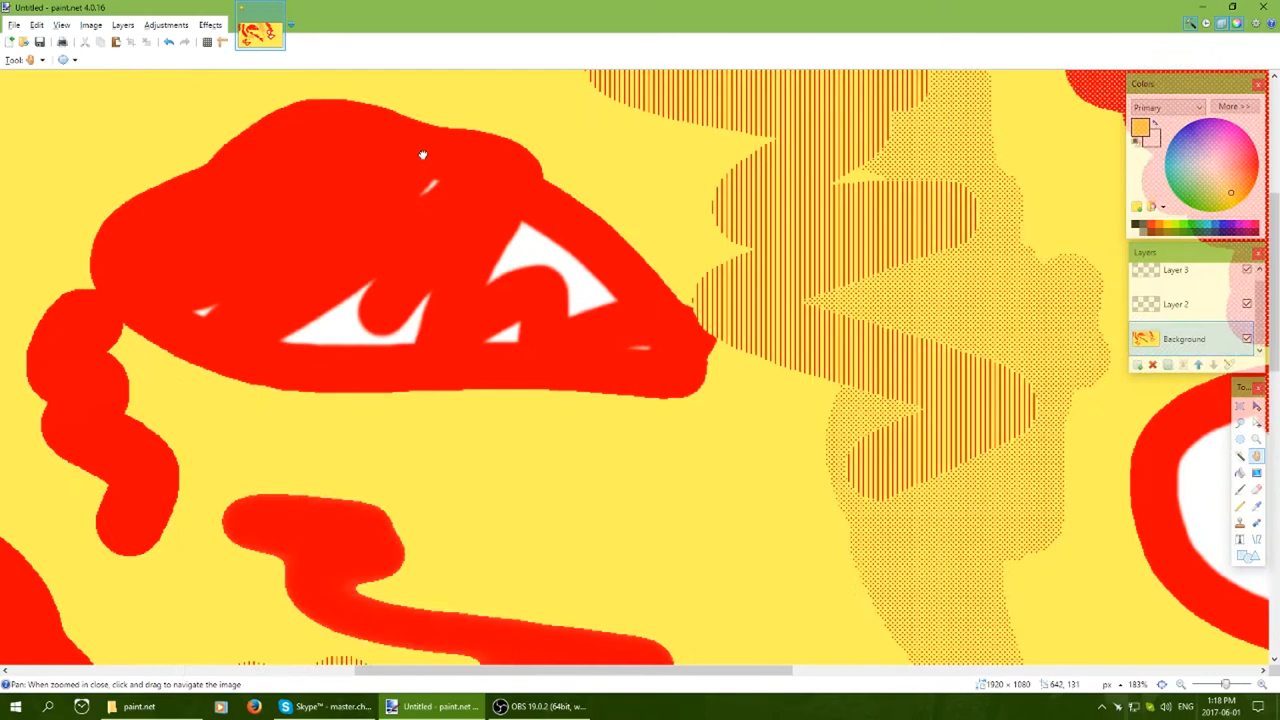 Untitled - paint.net 4.0.16
File Edit View Image Layers Adjustments Effects
Tool:
Colors
Primary More >>
Layers
Layer 3
Layer 2
Background
To...
Pan: When zoomed in close, click and drag to navigate the image
1920 × 1080 642, 131 px 183%
paint.net Skype™ - master.ch... Untitled - paint.net ... OBS 19.0.2 (64bit, w... ENG 1:18 PM
2017-06-01